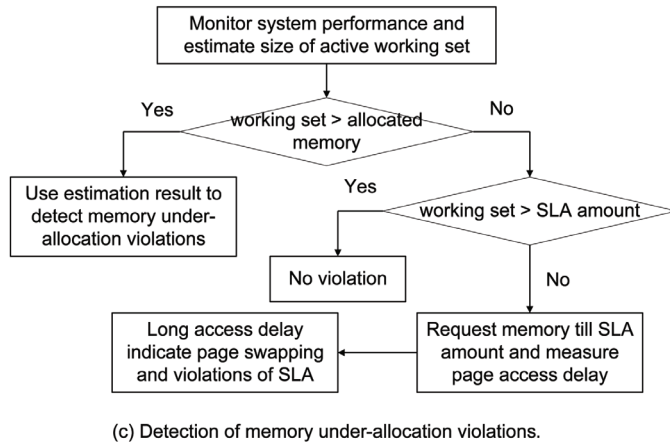 Monitor system performance and
estimate size of active working set
Yes
No
working set > allocated
memory
Use estimation result to
detect memory under-
allocation violations
Yes
working set > SLA amount
No violation
No
Long access delay
indicate page swapping
and violations of SLA
Request memory till SLA
amount and measure
page access delay
(c) Detection of memory under-allocation violations.